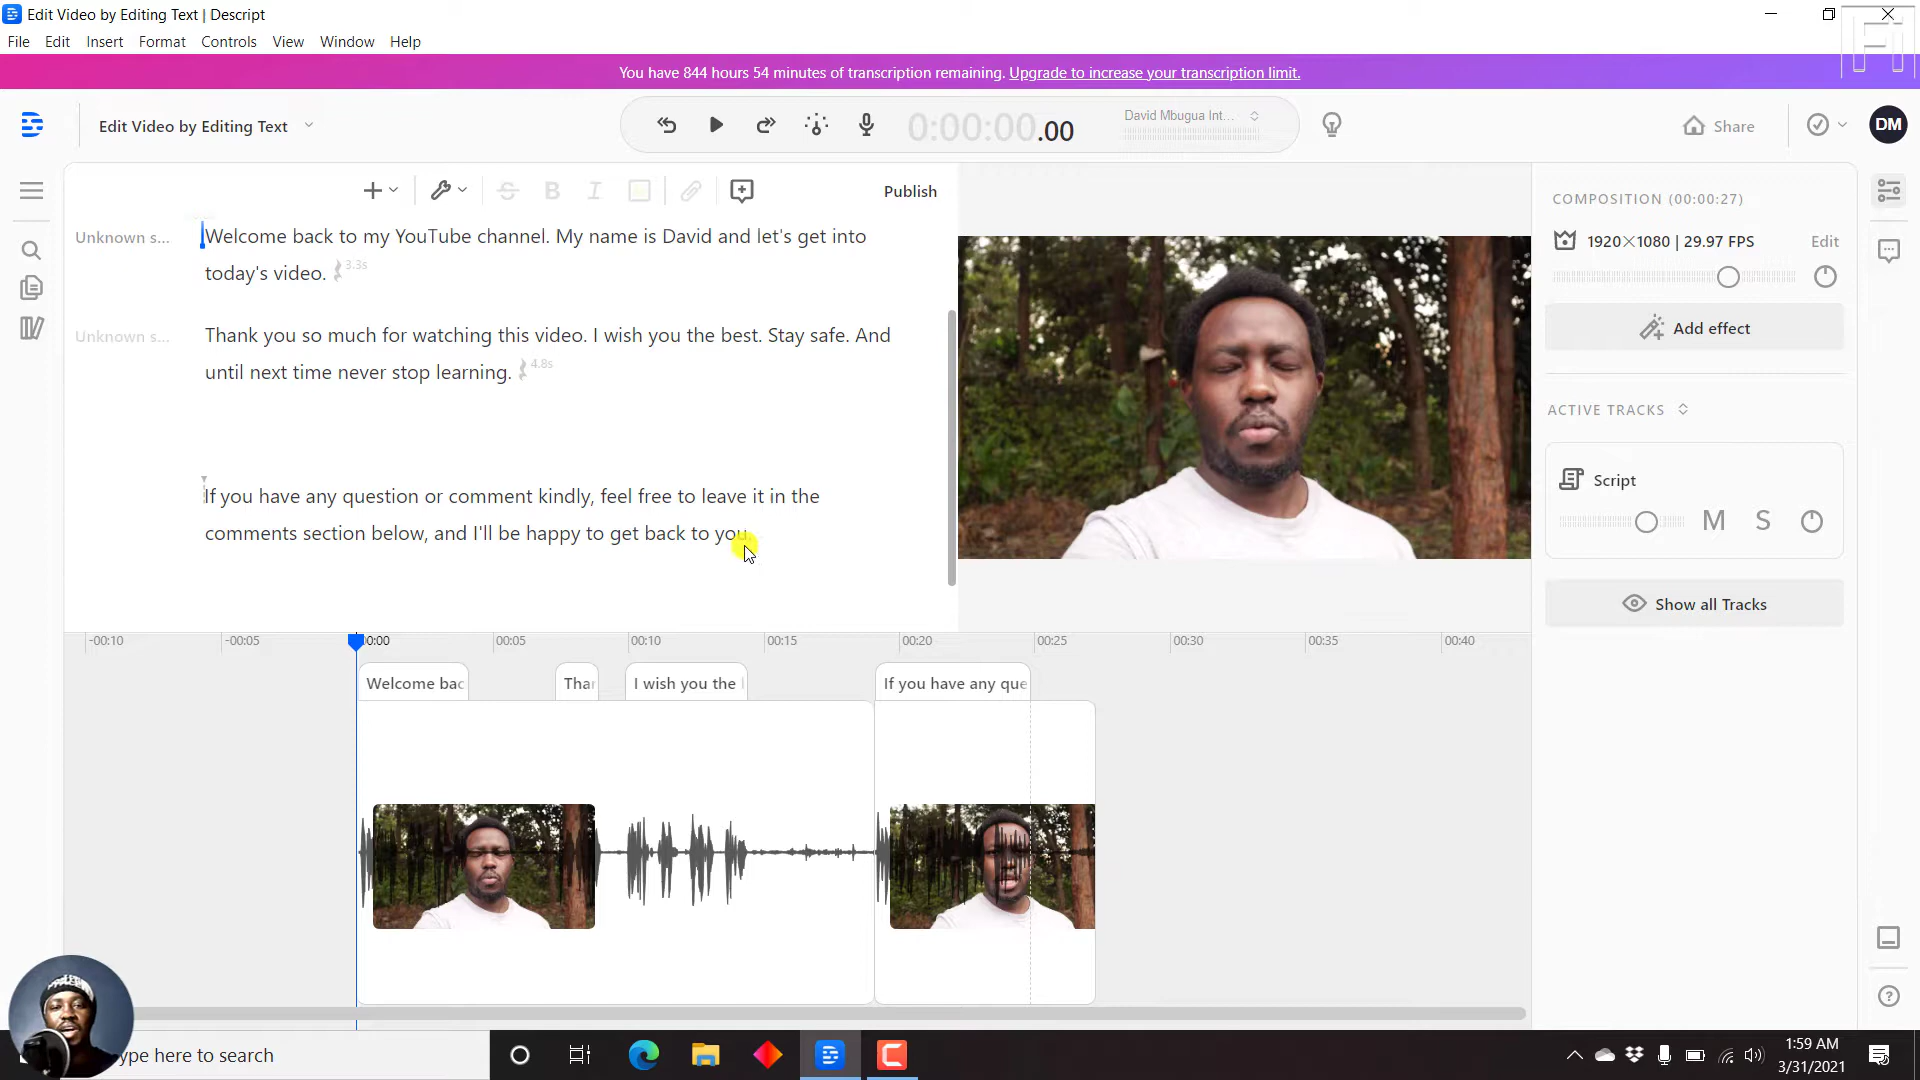 Edit Video by Editing Text | Descript
File Edit Insert Format Controls View Window Help
You have 844 hours 54 minutes of transcription remaining. Upgrade to increase your transcription limit.
Edit Video by Editing Text
0:00:00.00
David Mbugua Int...
Share
DM
B I
Publish
COMPOSITION (00:00:27)
1920×1080 | 29.97 FPS
Edit
Add effect
ACTIVE TRACKS
Script
M S
Show all Tracks
Unknown s...
Welcome back to my YouTube channel. My name is David and let's get into
today's video. 3.3s
Unknown s...
Thank you so much for watching this video. I wish you the best. Stay safe. And
until next time never stop learning. 4.8s
If you have any question or comment kindly, feel free to leave it in the
comments section below, and I'll be happy to get back to you.
-00:10 -00:05 0:00 00:05 00:10 00:15 00:20 00:25 00:30 00:35 00:40
Welcome bac
Than
I wish you the
If you have any que
ype here to search
1:59 AM
3/31/2021